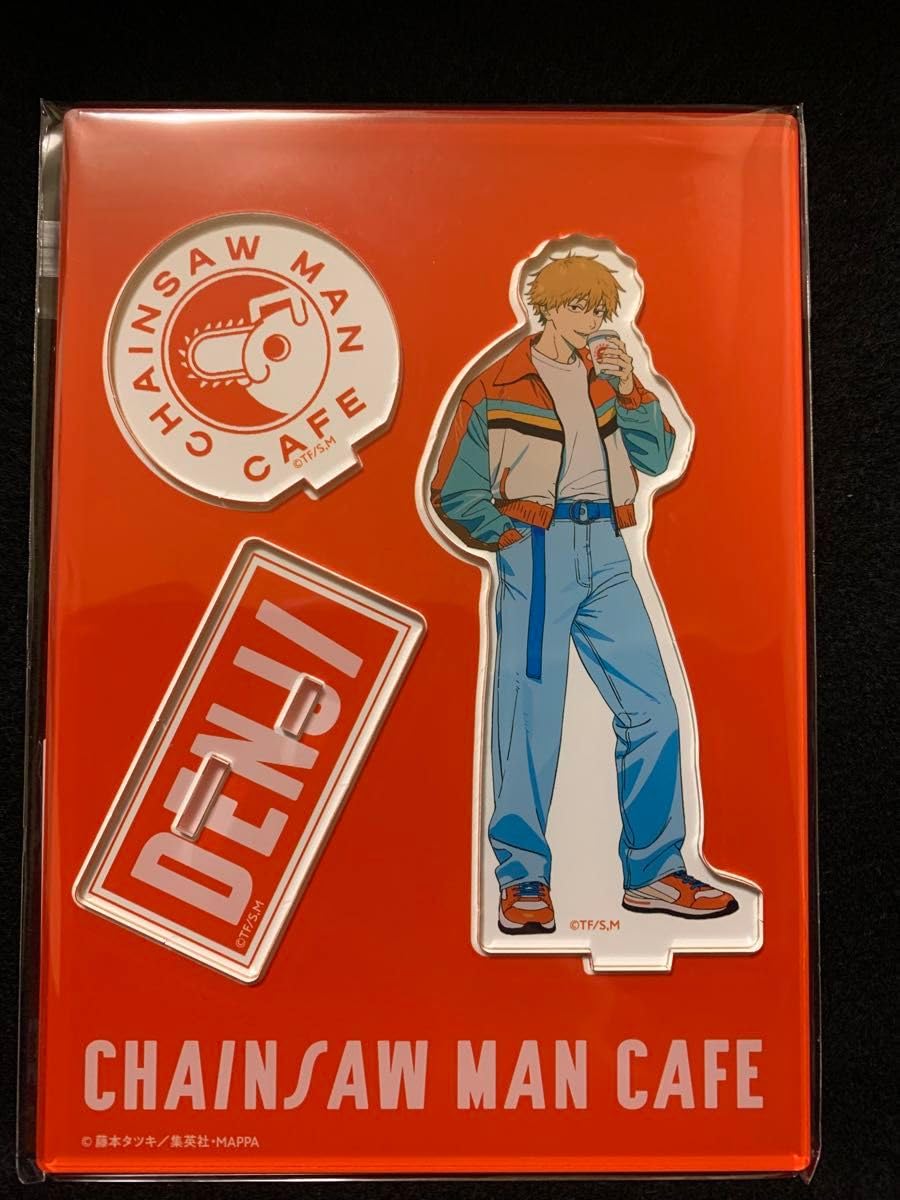 CHAINSAW MAN
CAFE
©TF/S,M
DENJI
©TF/S,M
©TF/S,M
CHAINSAW MAN CAFE
© 藤本タツキ／集英社・MAPPA